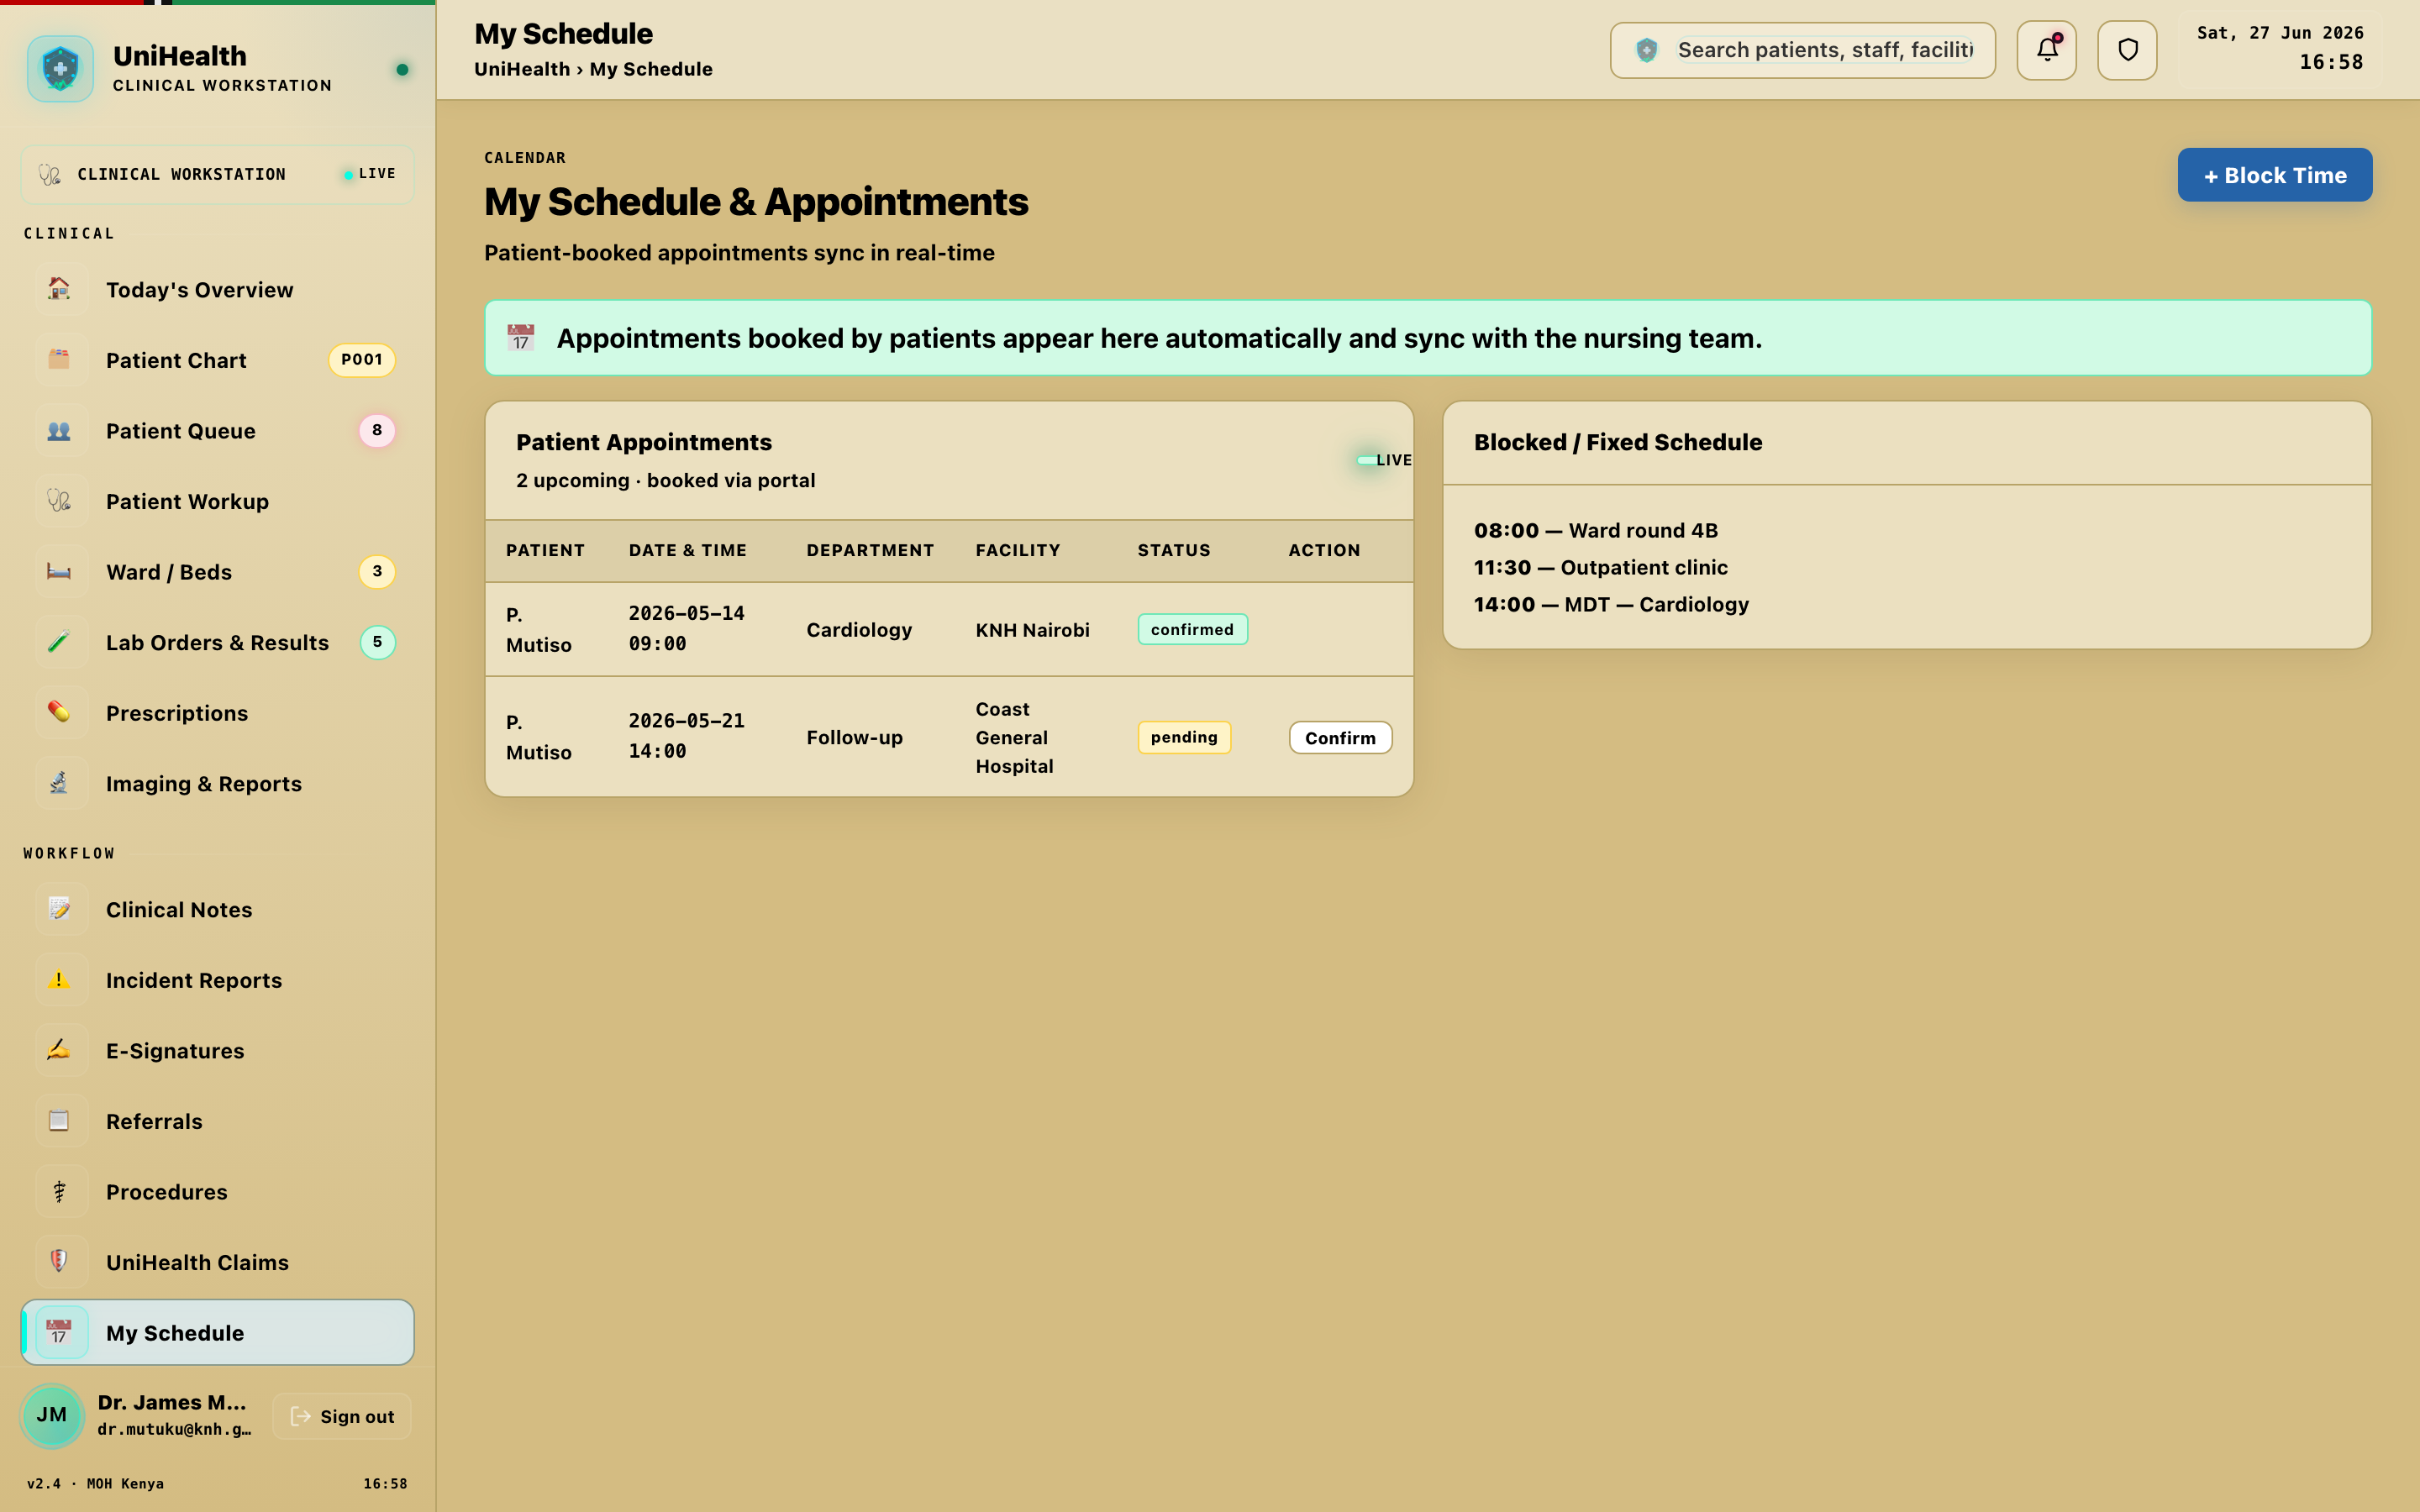 UniHealth
CLINICAL WORKSTATION
CLINICAL WORKSTATION
LIVE
CLINICAL
Today's Overview
Patient Chart
P001
Patient Queue
8
Patient Workup
Ward / Beds
3
Lab Orders & Results
5
Prescriptions
Imaging & Reports
WORKFLOW
Clinical Notes
Incident Reports
E-Signatures
Referrals
Procedures
UniHealth Claims
17
My Schedule
JM
Dr. James M...
dr.mutuku@knh.g…
Sign out
v2.4 · MOH Kenya
16:58
My Schedule
UniHealth › My Schedule
Search patients, staff, faciliti
Sat, 27 Jun 2026
16:58
CALENDAR
My Schedule & Appointments
Patient-booked appointments sync in real-time
+ Block Time
17
Appointments booked by patients appear here automatically and sync with the nursing team.
Patient Appointments
2 upcoming · booked via portal
LIVE
PATIENT DATE & TIME DEPARTMENT FACILITY STATUS ACTION
P.
Mutiso
2026-05-14
09:00
Cardiology
KNH Nairobi
confirmed
P.
Mutiso
2026-05-21
14:00
Follow-up
Coast
General
Hospital
pending
Confirm
Blocked / Fixed Schedule
08:00 — Ward round 4B
11:30 — Outpatient clinic
14:00 — MDT — Cardiology